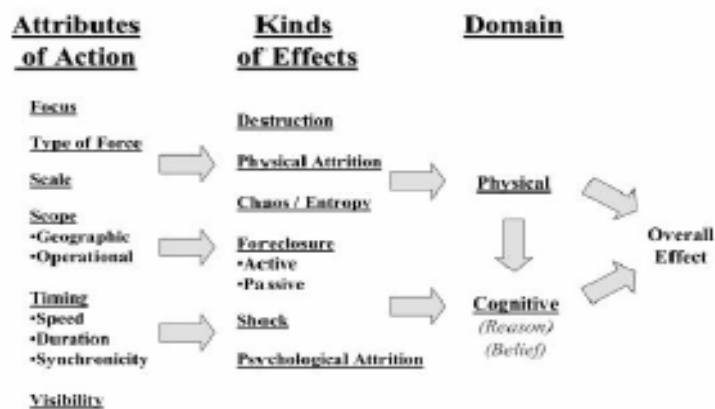 Attributes
of Action
Focus
Type of Force
Scale
Scope
•Geographic
•Operational
Timing
•Speed
•Duration
•Synchronicity
Visibility
Kinds
of Effects
Destruction
Physical Attrition
Chaos / Entropy
Foreclosure
•Active
•Passive
Shock
Psychological Attrition
Domain
Physical
Cognitive
(Reason)
(Belief)
Overall
Effect